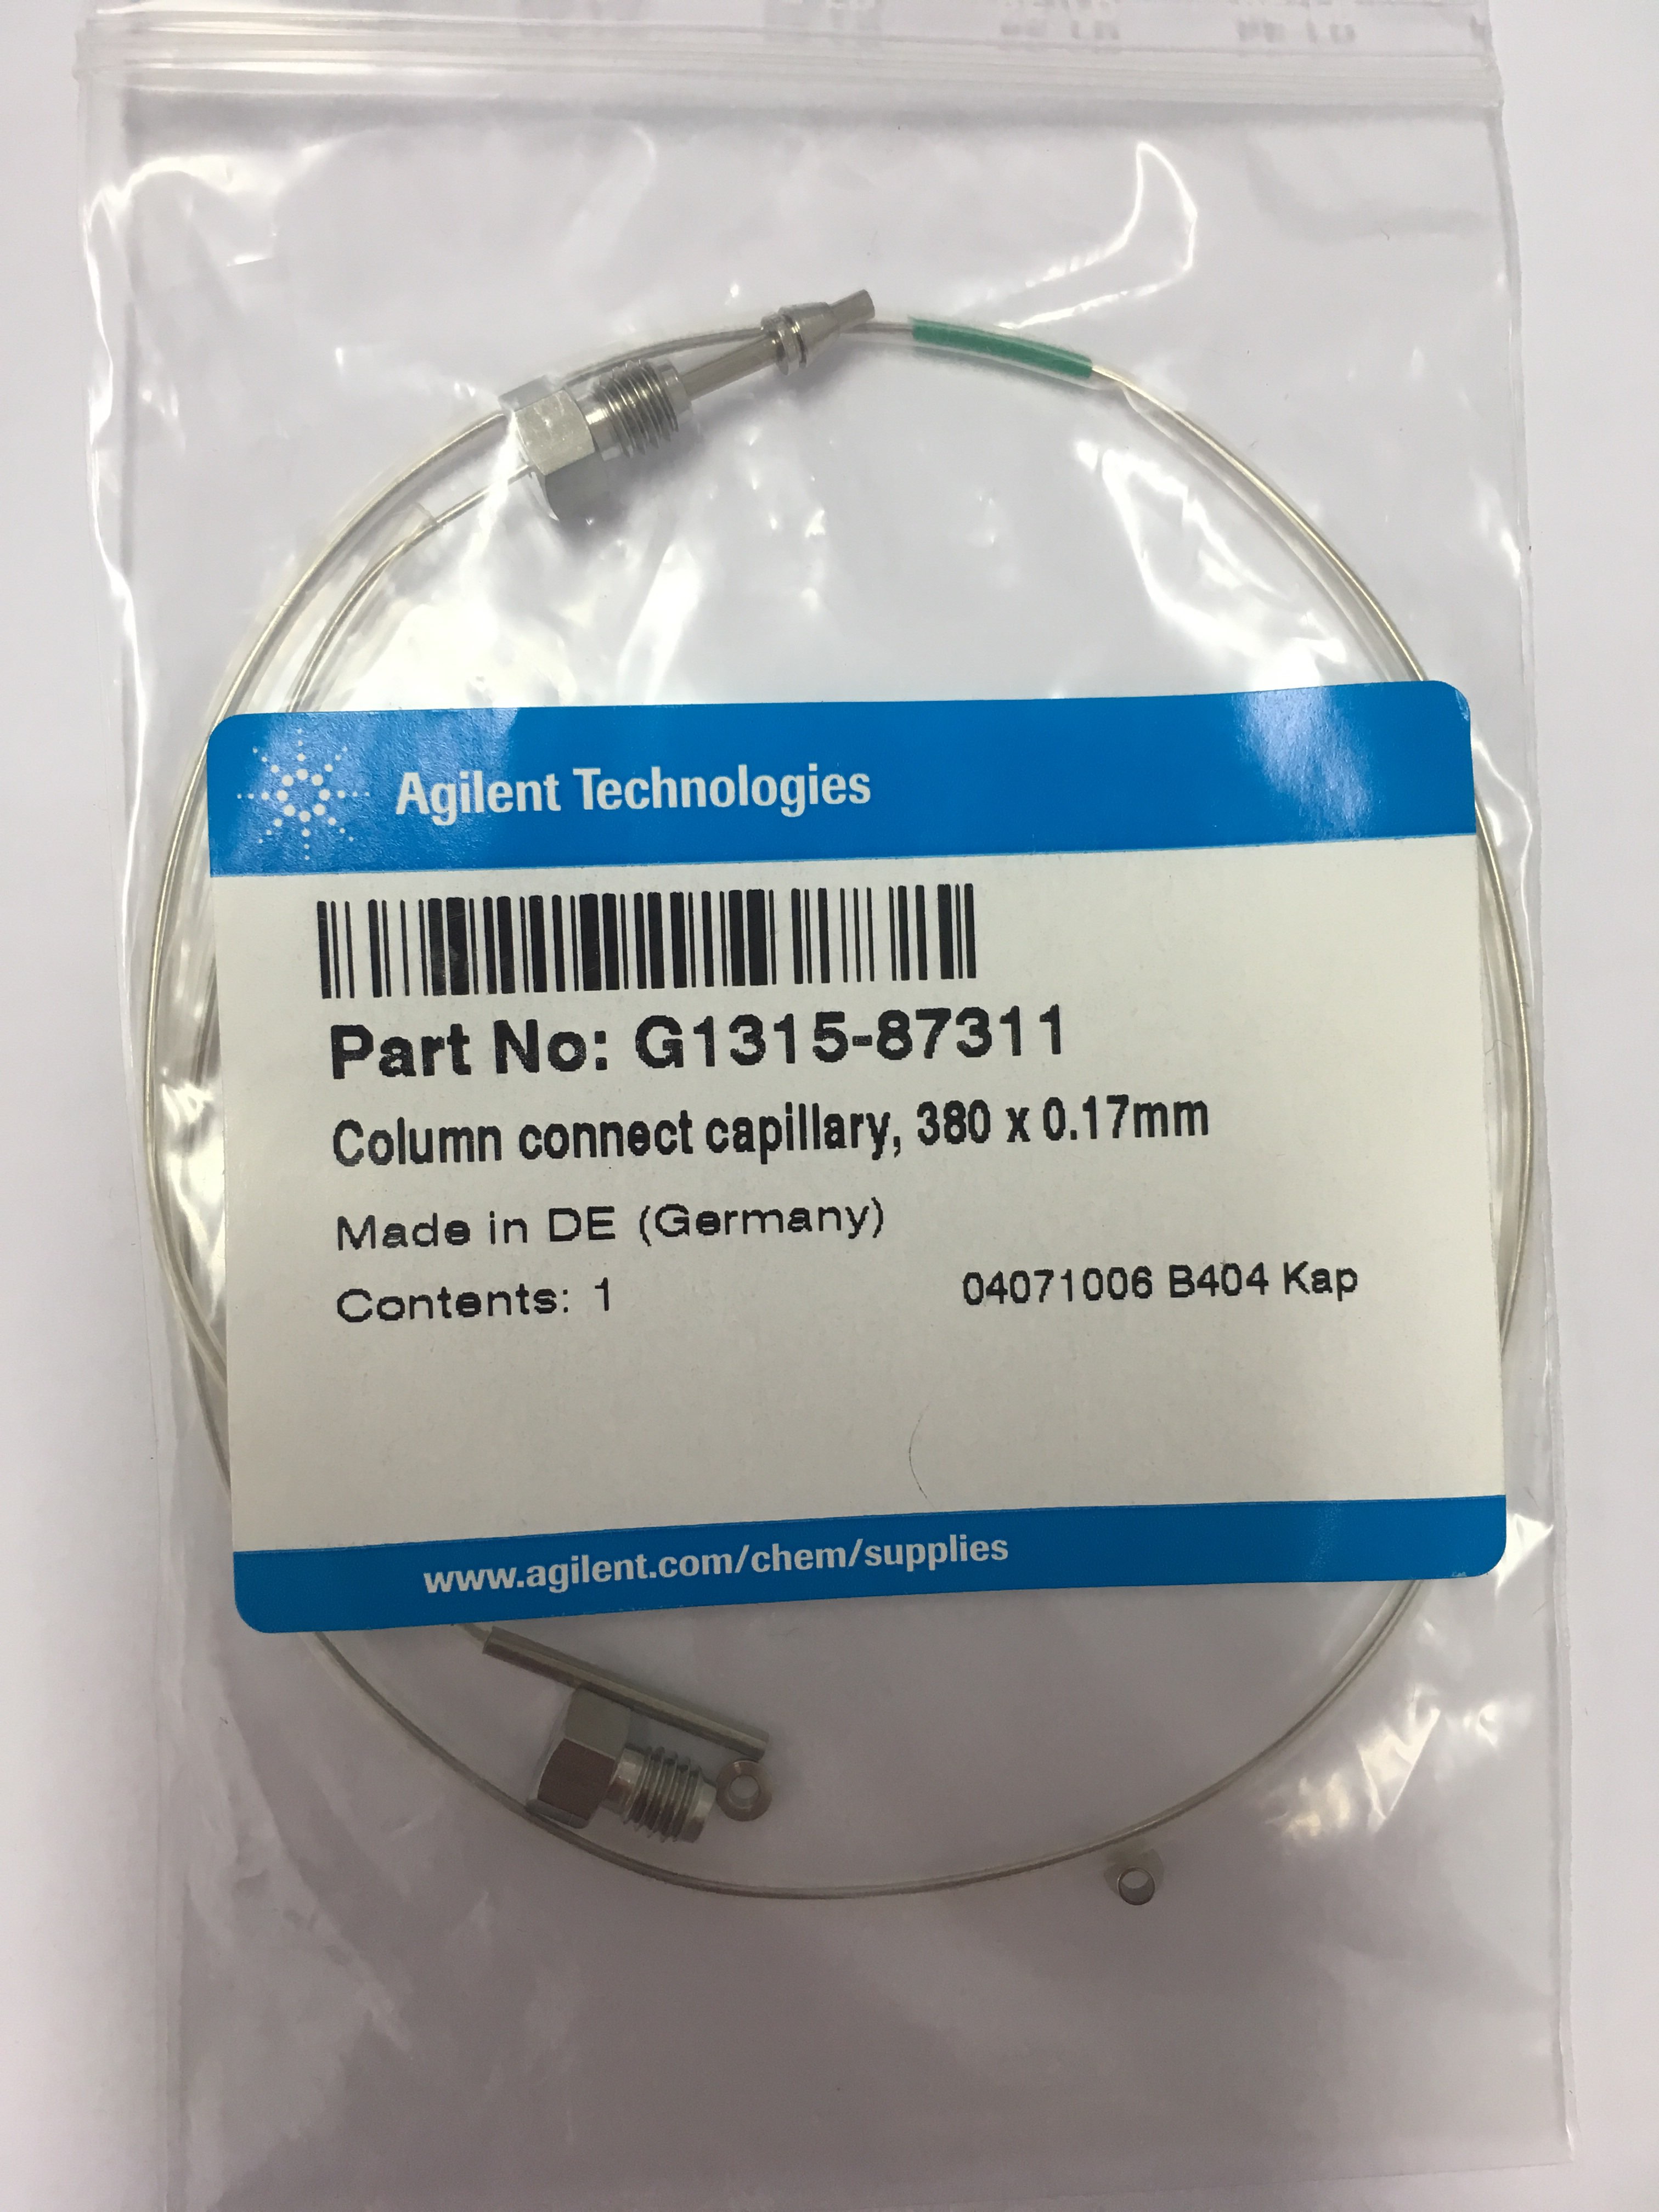 Agilent Technologies
Part No: G1315-87311
Column connect capillary, 380 x 0.17mm
Made in DE (Germany)
Contents: 1
04071006 B404 Kap
www.agilent.com/chem/supplies